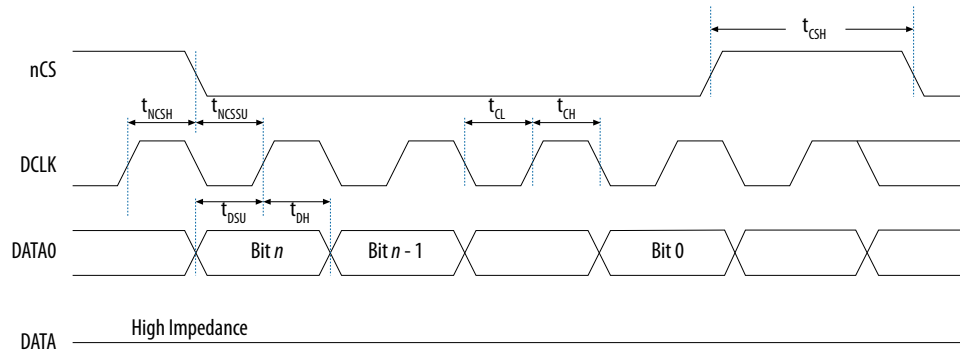 t_CSH
nCS
t_NCSH t_NCSSU t_CL t_CH
DCLK
t_DSU t_DH
DATA0 Bit n Bit n - 1 Bit 0
High Impedance
DATA